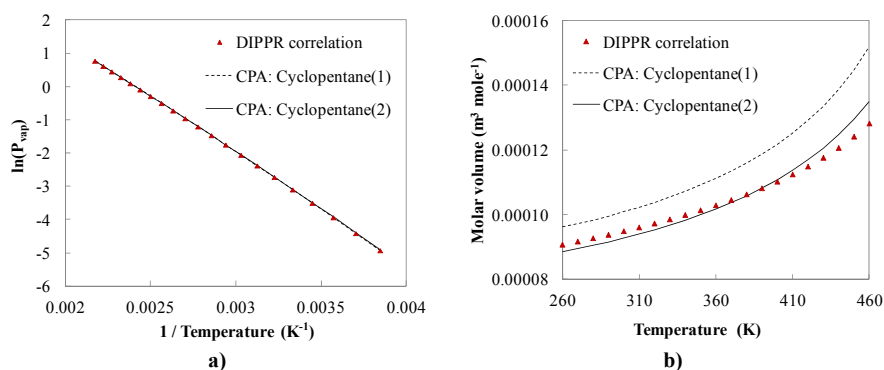 2
1
0
-1
-2
-3
-4
-5
-6
ln(Pvap)
DIPPR correlation
CPA: Cyclopentane(1)
CPA: Cyclopentane(2)
0.002 0.0025 0.003 0.0035 0.004
1 / Temperature (K-1)
a)
0.00016
0.00014
0.00012
0.00010
0.00008
Molar volume (m³ mole-1)
DIPPR correlation
CPA: Cyclopentane(1)
CPA: Cyclopentane(2)
260 310 360 410 460
Temperature (K)
b)